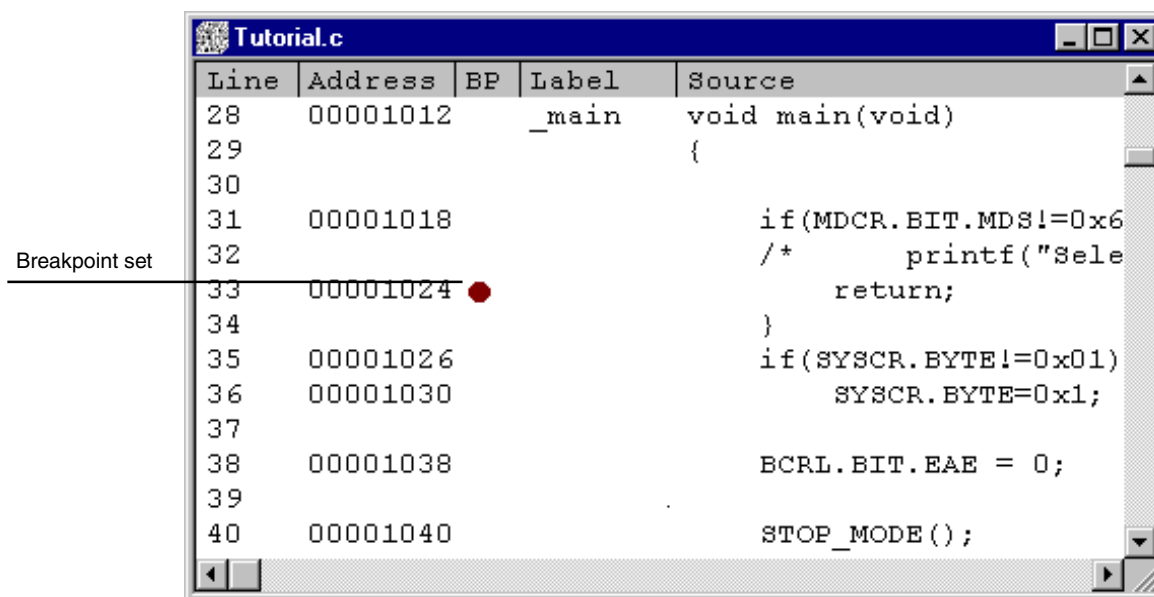 Tutorial.c
Line Address BP Label Source
28 00001012 _main void main(void)
29 {
30
31 00001018 if(MDCR.BIT.MDS!=0x6
32 /* printf("Sele
Breakpoint set
33 00001024 return;
34 }
35 00001026 if(SYSCR.BYTE!=0x01)
36 00001030 SYSCR.BYTE=0x1;
37
38 00001038 BCRL.BIT.EAE = 0;
39
40 00001040 STOP_MODE();